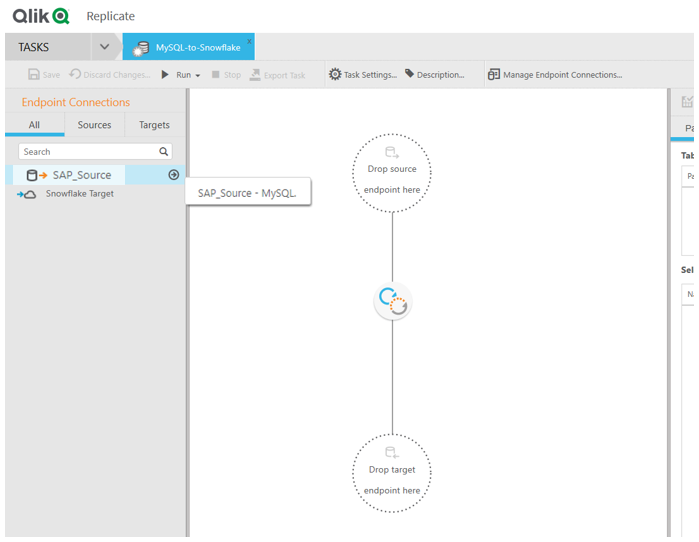 Qlik Replicate
TASKS
MySQL-to-Snowflake
Save Discard Changes... Run Stop Export Task Task Settings... Description... Manage Endpoint Connections...
Endpoint Connections
All Sources Targets
Search
SAP_Source
SAP_Source - MySQL.
Snowflake Target
Drop source
endpoint here
Drop target
endpoint here
Pa
Tab
Pa
Sel